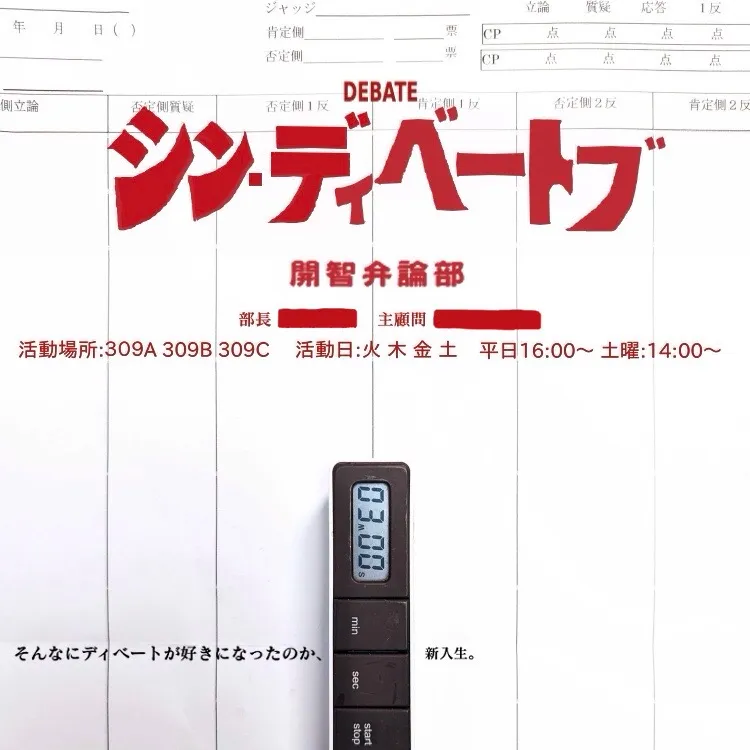 ジャッジ
立論 質疑 応答 1反
年 月 日( )
肯定側 票
CP 点 点 点 点
否定側 票
CP 点 点 点 点
側立論 否定側質疑 否定側1反 肯定側1反 否定側2反 肯定側2反
DEBATE
シン・ディベートブ
開智弁論部
部長 主顧問
活動場所:309A 309B 309C 活動日:火 木 金 土 平日16:00〜 土曜:14:00〜
03 M 00 S
min
そんなにディベートが好きになったのか、 新入生。
sec
start
stop